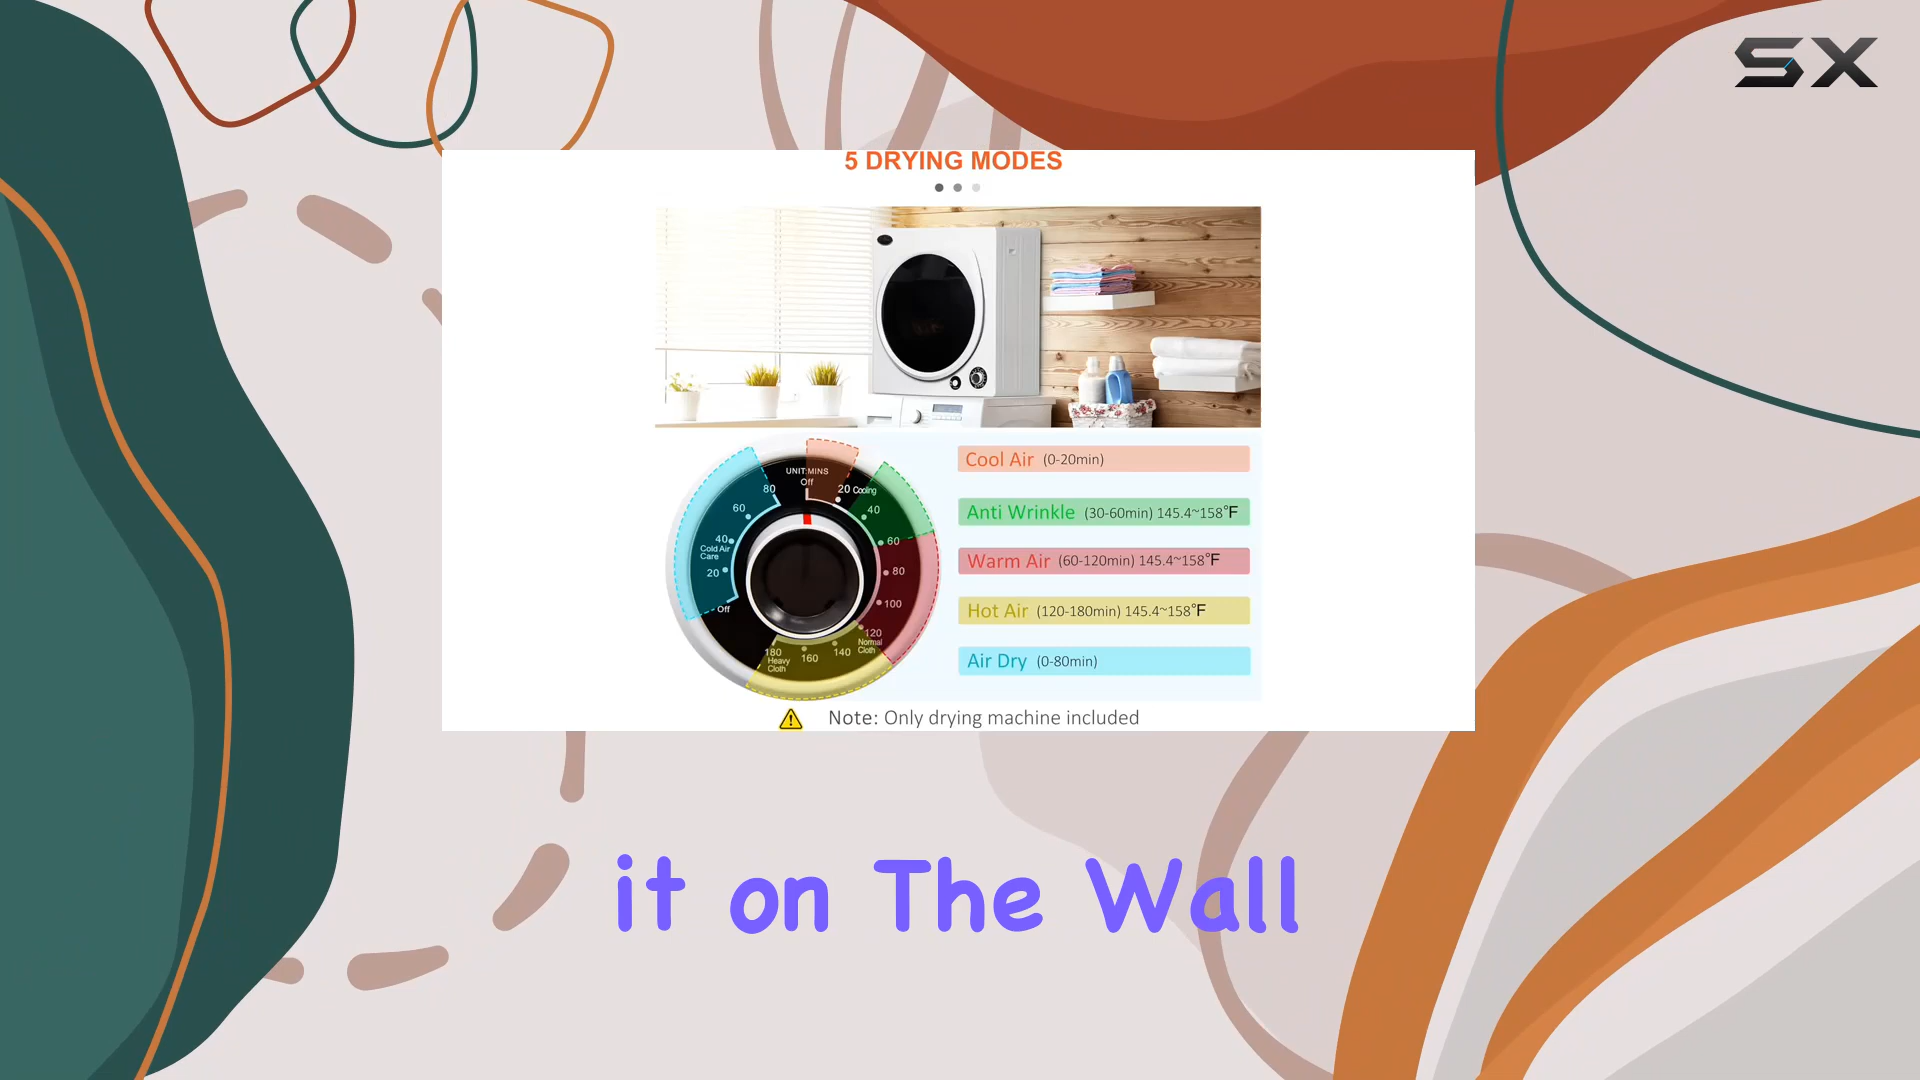 SX
5 DRYING MODES
UNIT:MINS
Off
20 Cooling
40
60
80
100
120
Normal
Cloth
140
160
180
Heavy
Cloth
80
60
40
Cold Air
Care
20
Off
Cool Air (0-20min)
Anti Wrinkle (30-60min) 145.4~158°F
Warm Air (60-120min) 145.4~158°F
Hot Air (120-180min) 145.4~158°F
Air Dry (0-80min)
Note: Only drying machine included
it on The Wall